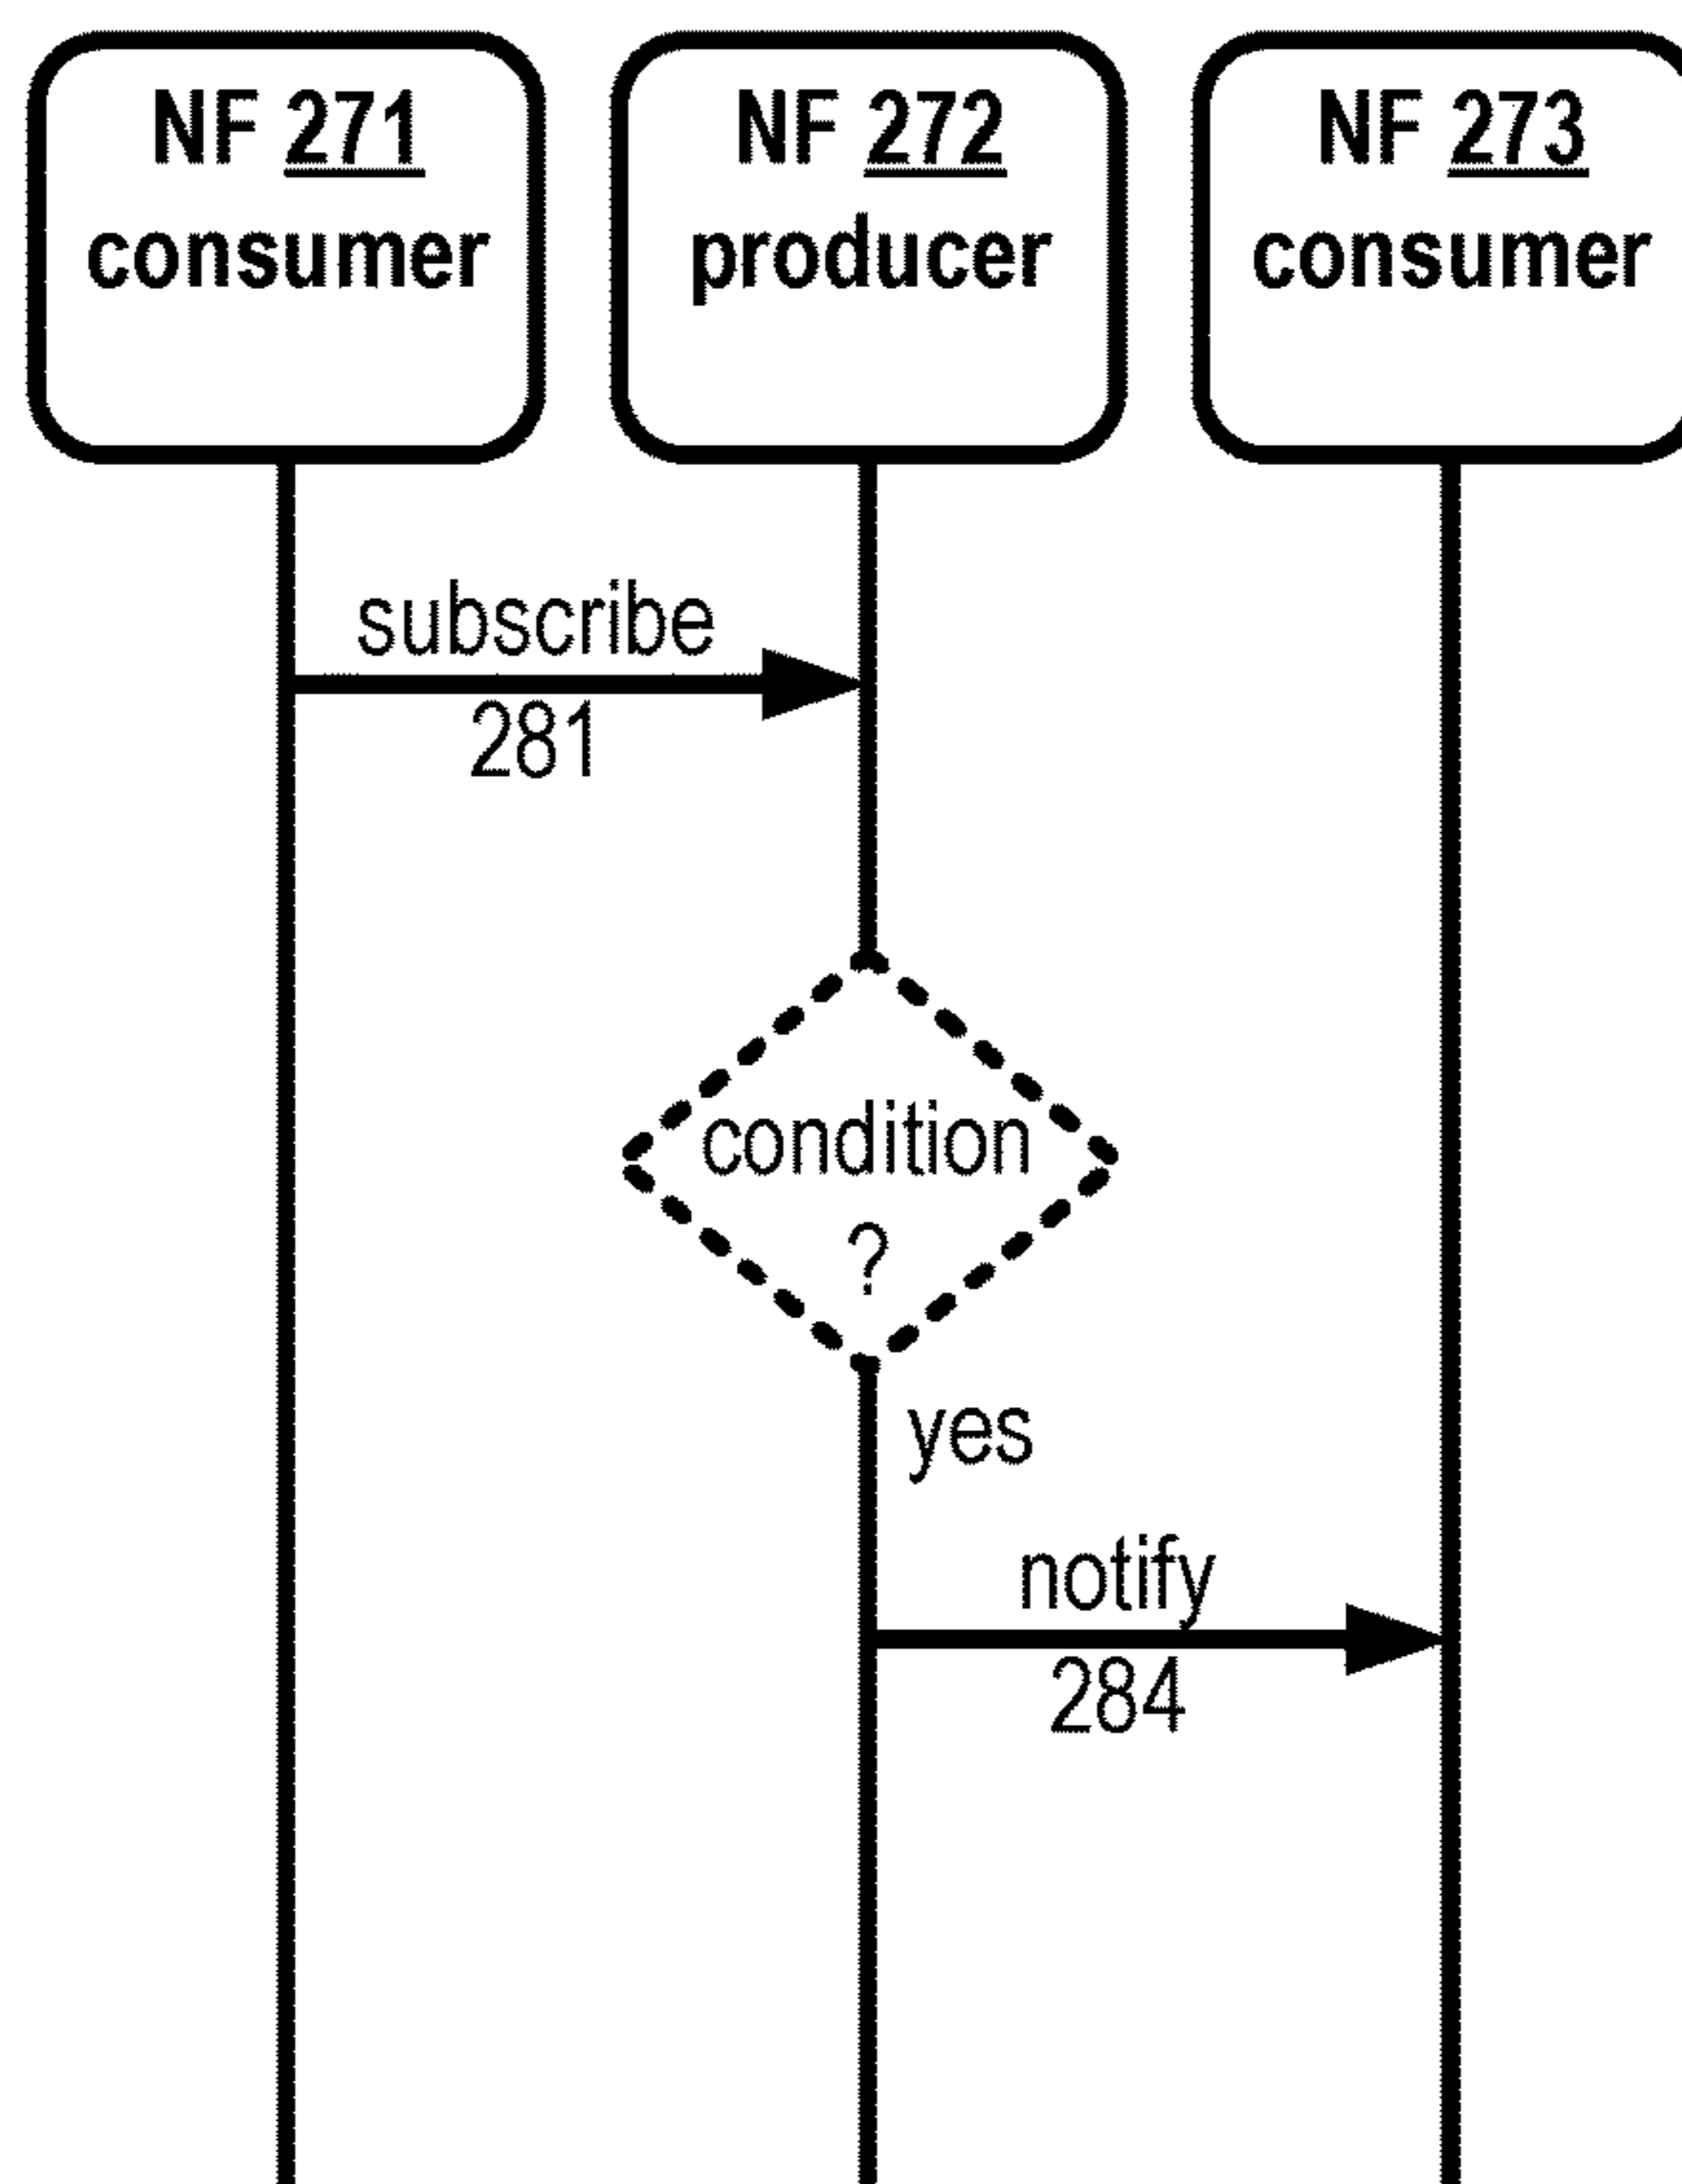 NF 271
consumer
NF 272
producer
NF 273
consumer
subscribe
281
condition
?
yes
notify
284